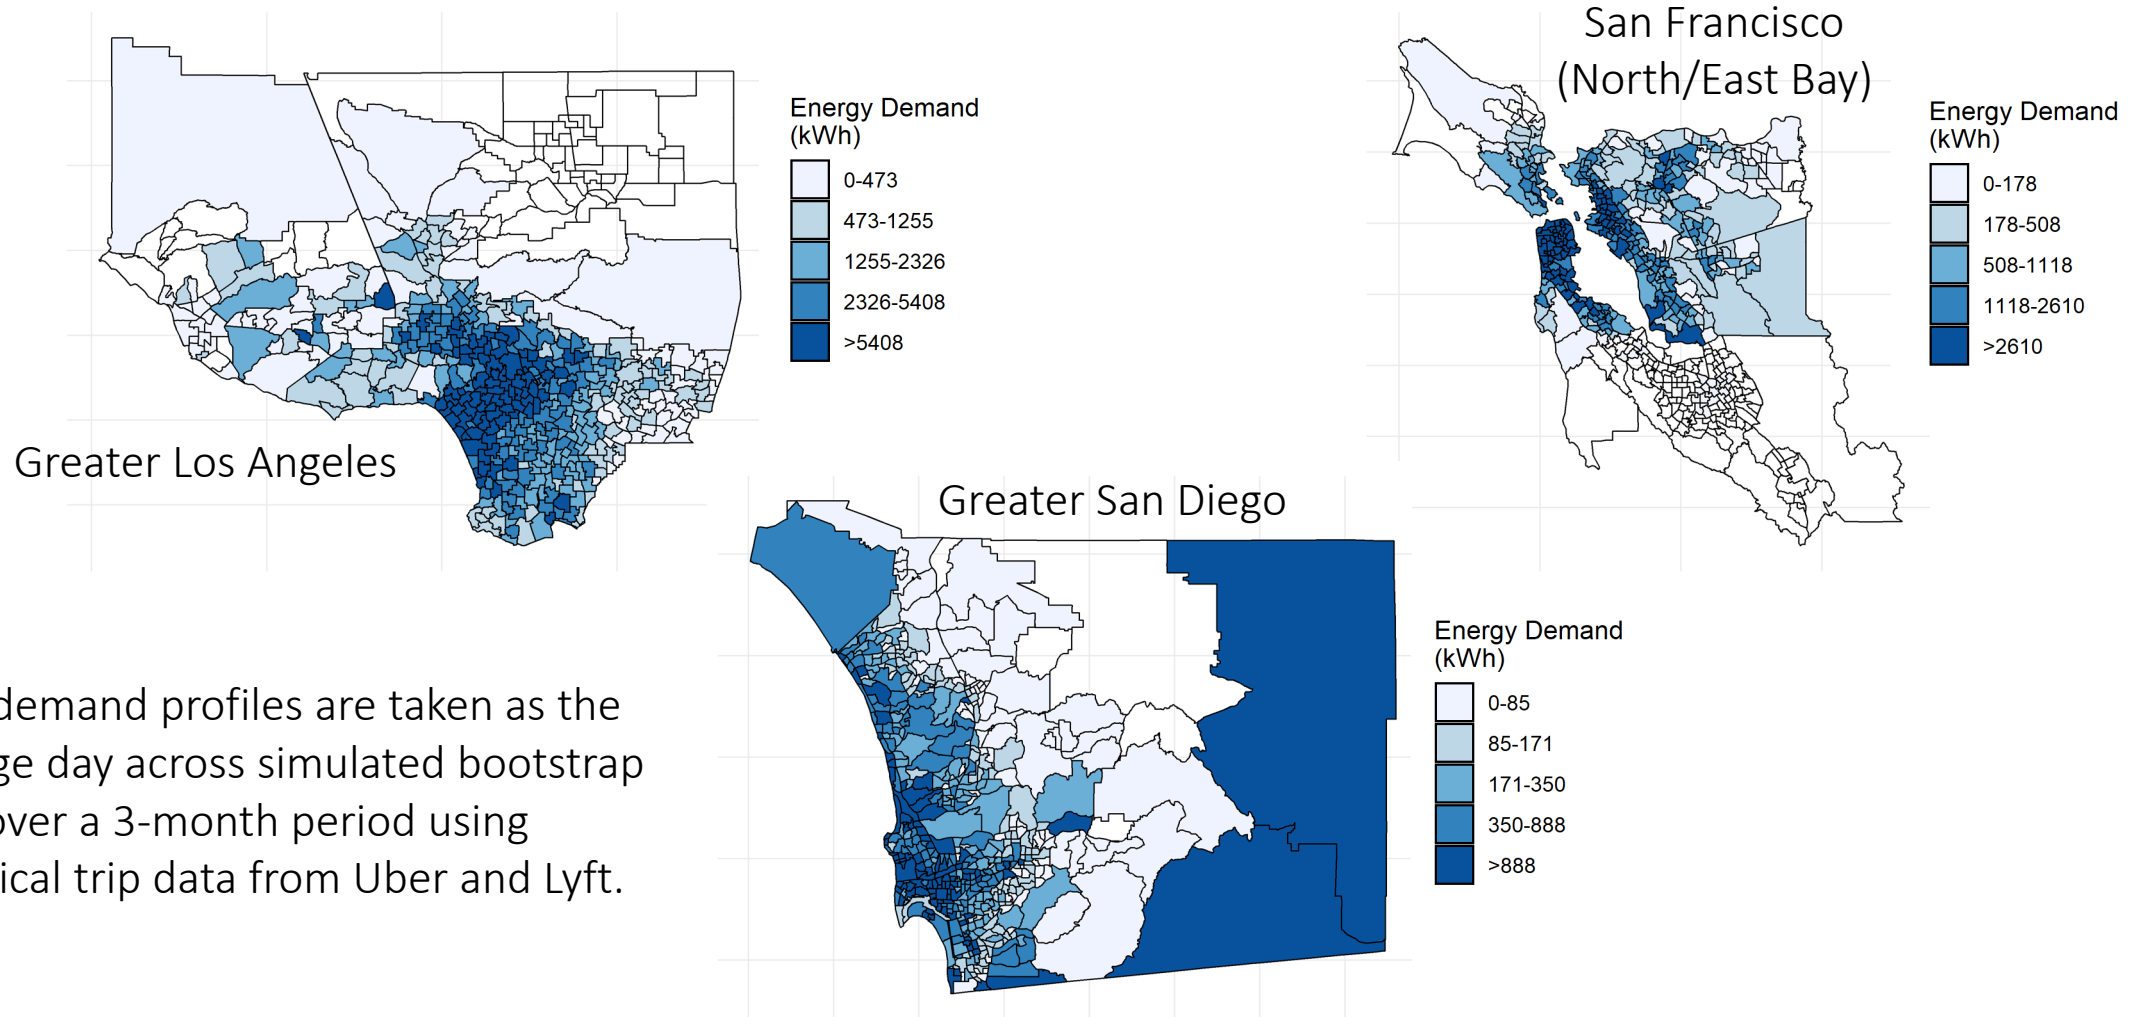 San Francisco
(North/East Bay)
Energy Demand
(kWh)
0-473
473-1255
1255-2326
2326-5408
>5408
Energy Demand
(kWh)
0-178
178-508
508-1118
1118-2610
>2610
Greater Los Angeles
Greater San Diego
Energy Demand
(kWh)
0-85
85-171
171-350
350-888
>888
demand profiles are taken as the
ge day across simulated bootstrap
over a 3-month period using
ical trip data from Uber and Lyft.